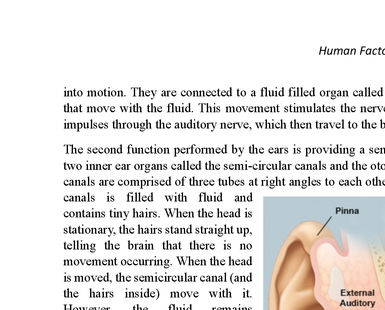 Human Facto
into motion. They are connected to a fluid filled organ called
that move with the fluid. This movement stimulates the nerv
impulses through the auditory nerve, which then travel to the b
The second function performed by the ears is providing a sen
two inner ear organs called the semi-circular canals and the oto
canals are comprised of three tubes at right angles to each othe
canals is filled with fluid and
contains tiny hairs. When the head is
stationary, the hairs stand straight up,
telling the brain that there is no
movement occurring. When the head
is moved, the semicircular canal (and
the hairs inside) move with it.
However, the fluid remains
Pinna
External
Auditory